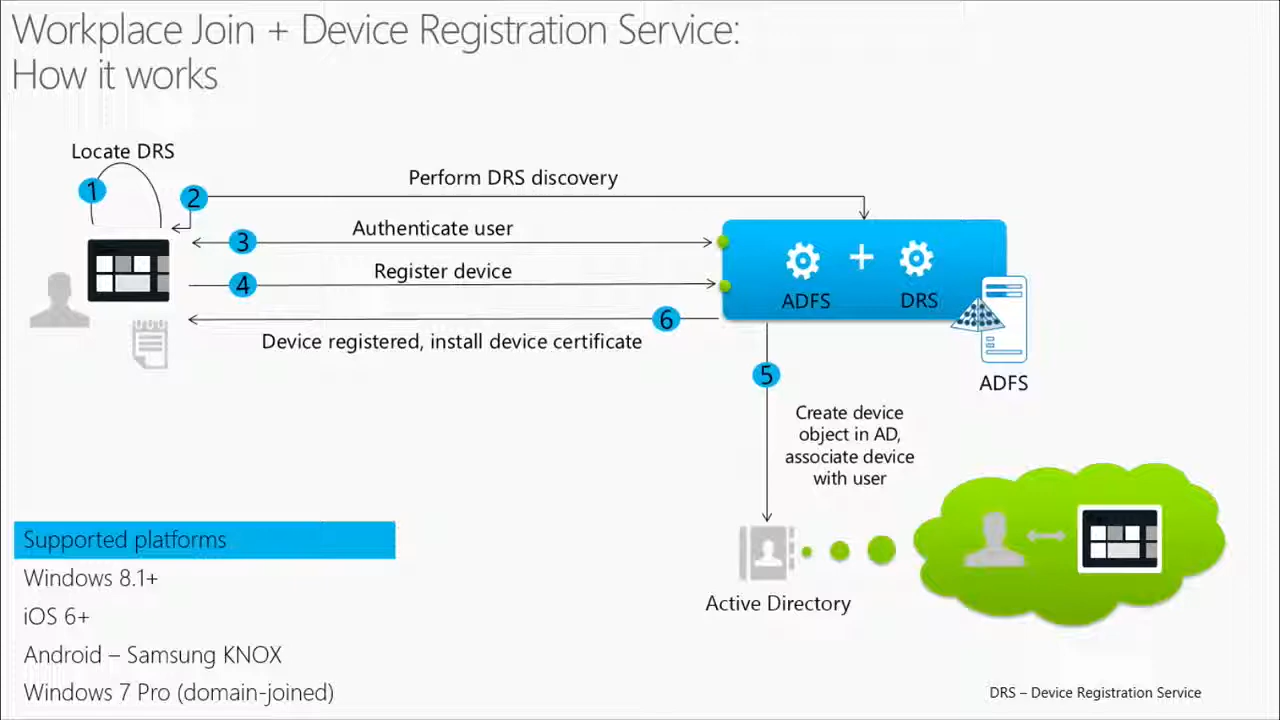 Workplace Join + Device Registration Service:
How it works
Locate DRS
1
2
Perform DRS discovery
3
Authenticate user
4
Register device
6
Device registered, install device certificate
ADFS
+
DRS
ADFS
5
Create device
object in AD,
associate device
with user
Active Directory
Supported platforms
Windows 8.1+
iOS 6+
Android – Samsung KNOX
Windows 7 Pro (domain-joined)
DRS – Device Registration Service